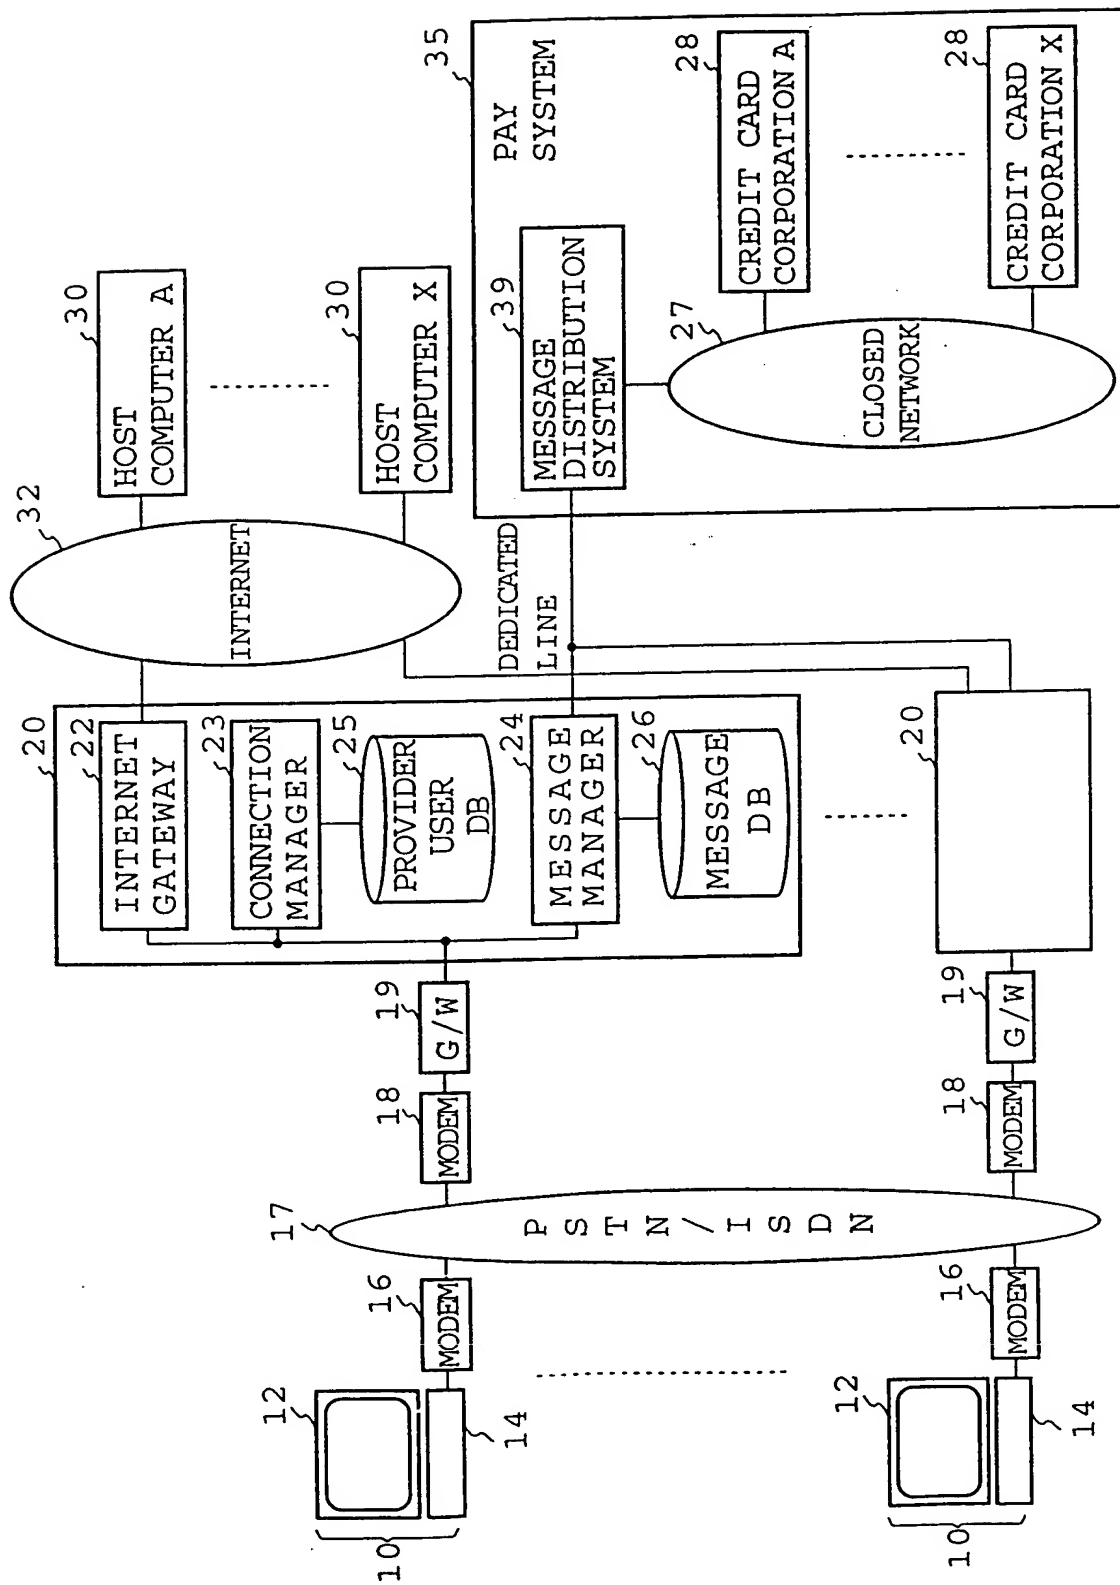 10
12
14
16
MODEM
17
PSTN/ISDN
18
MODEM
19
G/W
20
22
INTERNET
GATEWAY
23
CONNECTION
MANAGER
25
PROVIDER
USER
DB
24
MESSAGE
MANAGER
26
MESSAGE
DB
32
INTERNET
30
HOST
COMPUTER A
30
HOST
COMPUTER X
DEDICATED
LINE
35
PAY
SYSTEM
39
MESSAGE
DISTRIBUTION
SYSTEM
27
CLOSED
NETWORK
28
CREDIT CARD
CORPORATION A
28
CREDIT CARD
CORPORATION X
10
12
14
16
MODEM
18
MODEM
19
G/W
20